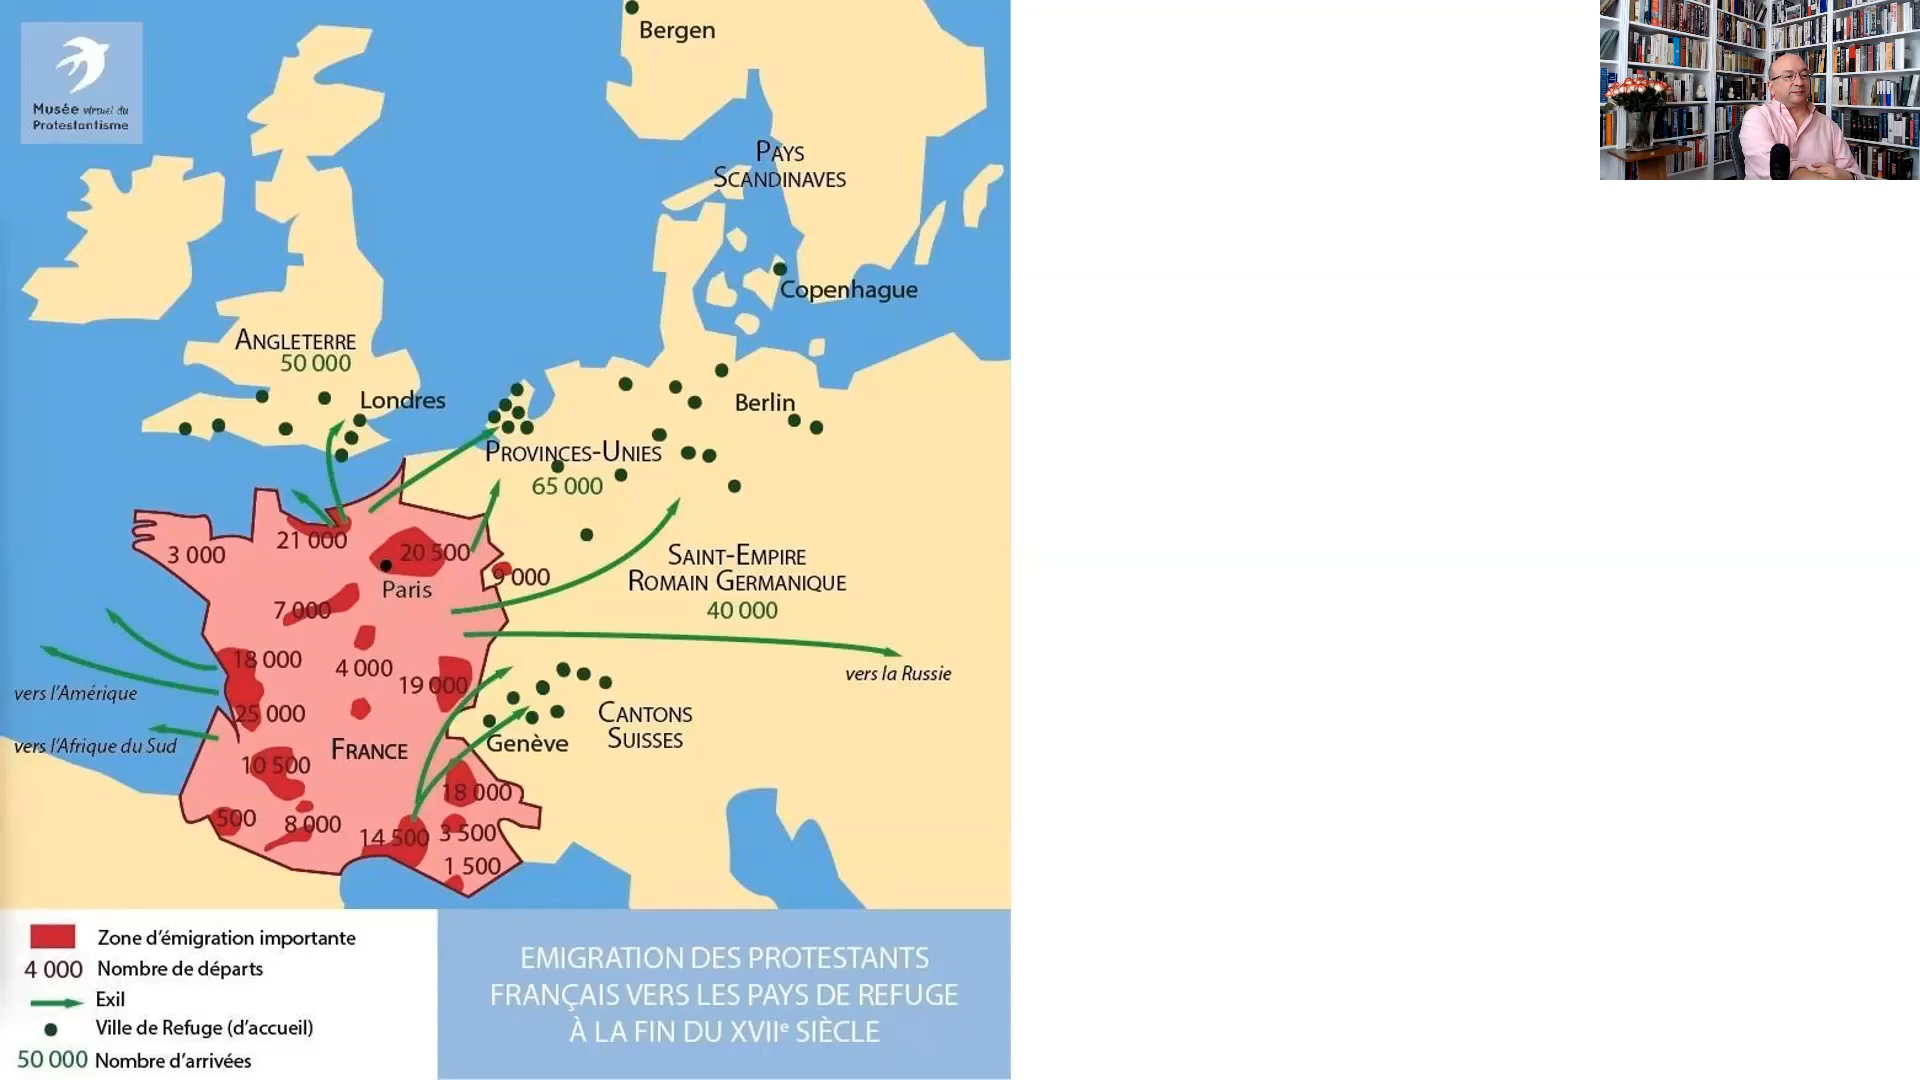 Musée virtuel du
Protestantisme
Bergen
PAYS
SCANDINAVES
Copenhague
ANGLETERRE
50 000
Londres
Berlin
PROVINCES-UNIES
65 000
21 000
3 000
20 500
Paris
9 000
SAINT-EMPIRE
ROMAIN GERMANIQUE
40 000
7 000
18 000
4 000
19 000
vers la Russie
vers l'Amérique
25 000
CANTONS
SUISSES
Genève
vers l'Afrique du Sud
FRANCE
10 500
18 000
500
8 000
14 500
3 500
1 500
Zone d'émigration importante
4 000 Nombre de départs
Exil
Ville de Refuge (d'accueil)
50 000 Nombre d'arrivées
EMIGRATION DES PROTESTANTS
FRANÇAIS VERS LES PAYS DE REFUGE
À LA FIN DU XVIIe SIÈCLE